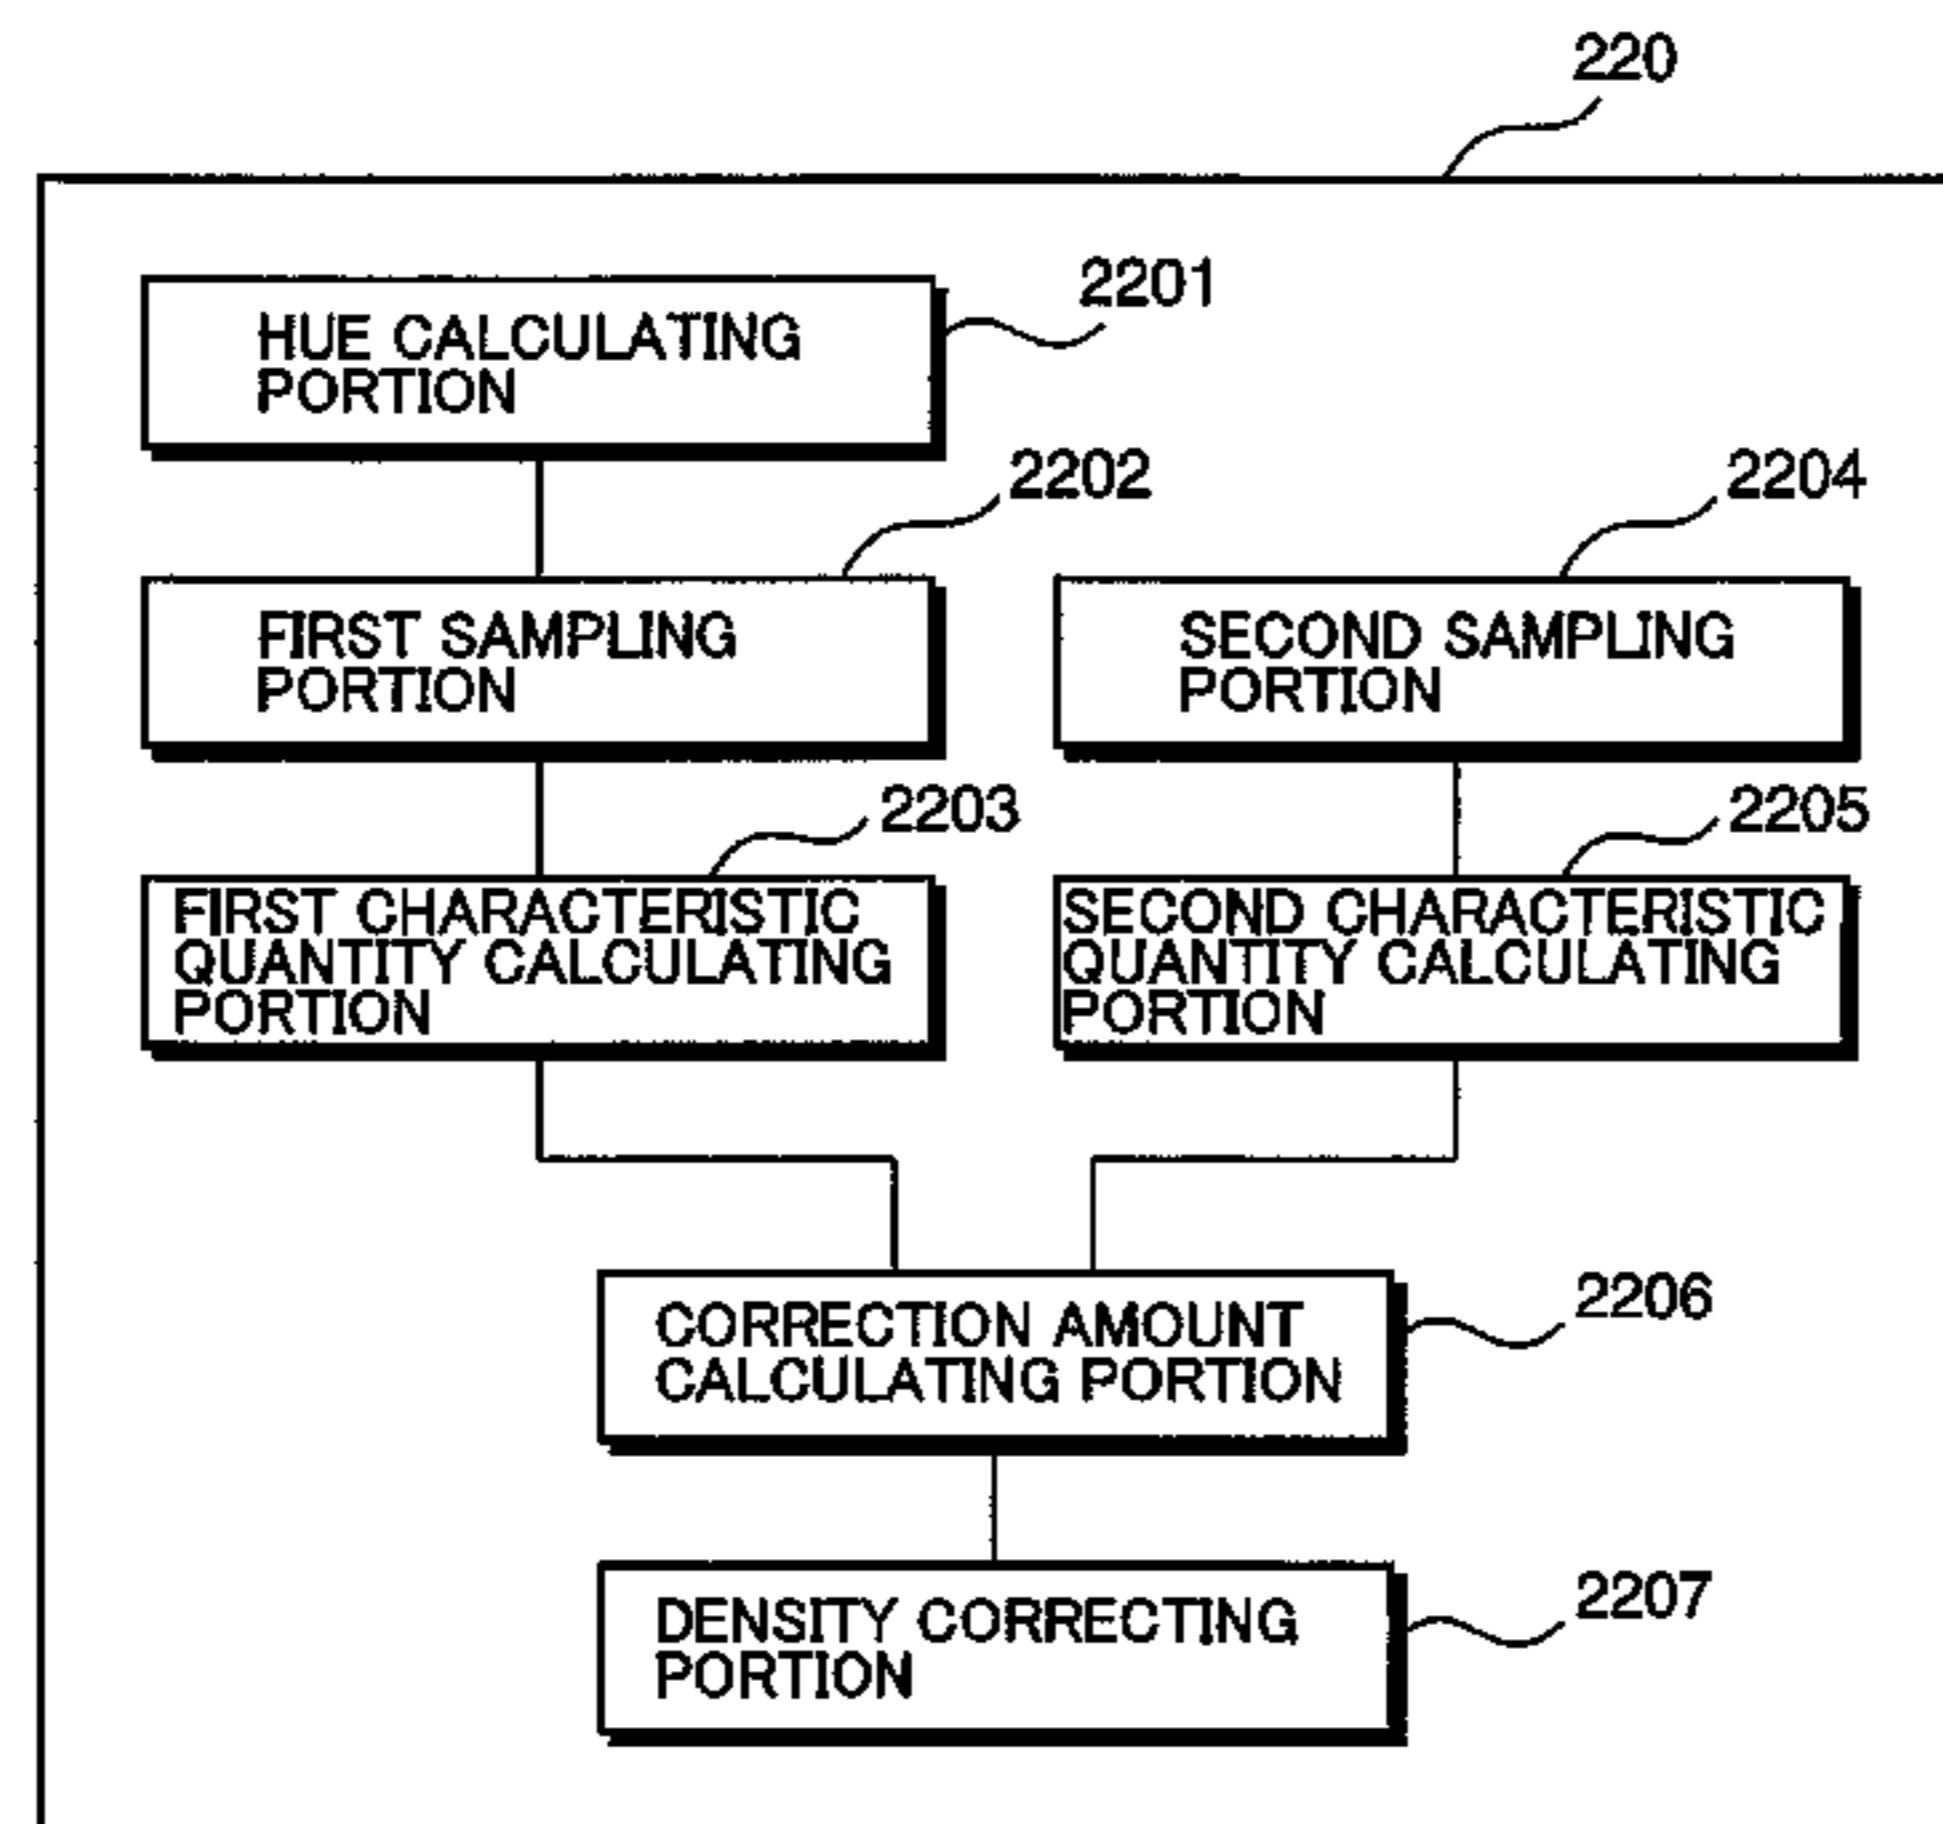 220
2201
HUE CALCULATING
PORTION
2202
2204
FIRST SAMPLING
PORTION
SECOND SAMPLING
PORTION
2203
2205
FIRST CHARACTERISTIC
QUANTITY CALCULATING
PORTION
SECOND CHARACTERISTIC
QUANTITY CALCULATING
PORTION
2206
CORRECTION AMOUNT
CALCULATING PORTION
2207
DENSITY CORRECTING
PORTION